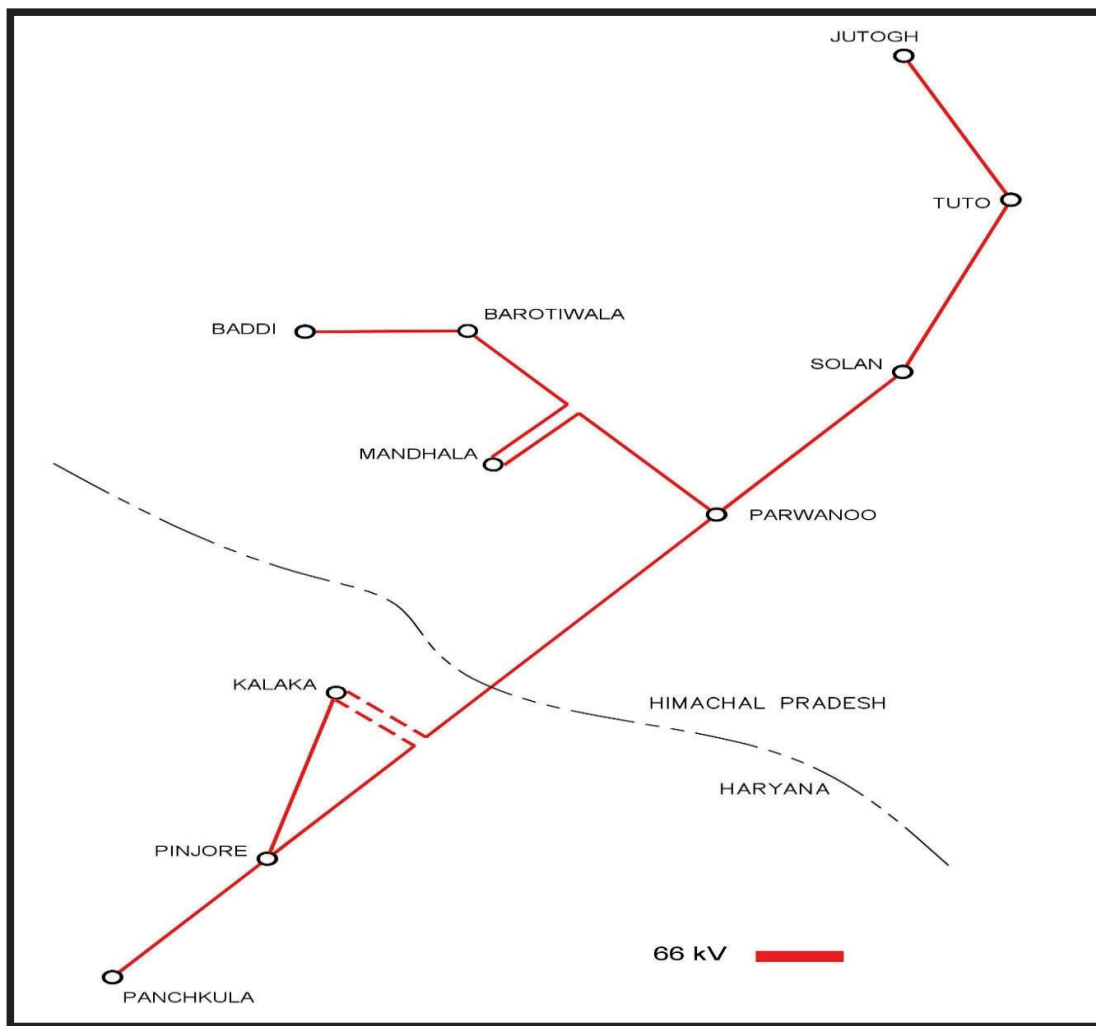 JUTOGH
TUTO
BAROTIWALA
BADDI
SOLAN
MANDHALA
PARWANOO
KALAKA
HIMACHAL PRADESH
HARYANA
PINJORE
66 kV
PANCHKULA